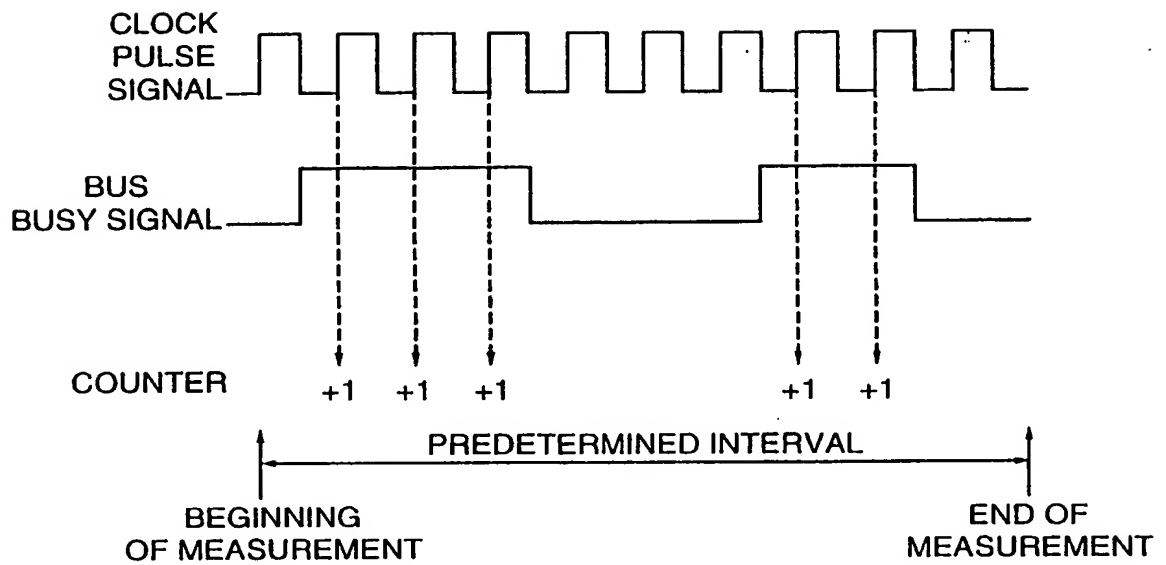 CLOCK
PULSE
SIGNAL
BUS
BUSY SIGNAL
COUNTER
+1 +1 +1 +1 +1
PREDETERMINED INTERVAL
BEGINNING
OF MEASUREMENT
END OF
MEASUREMENT